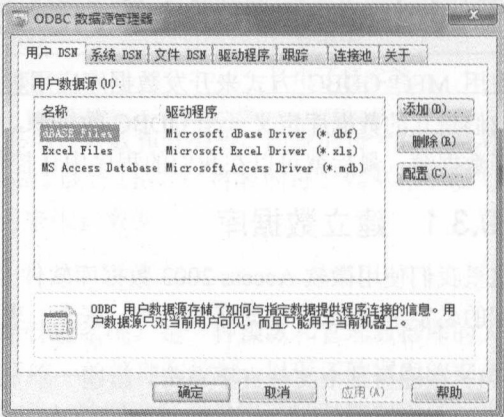 ODBC 数据源管理器
用户 DSN 系统 DSN 文件 DSN 驱动程序 跟踪 连接池 关于
用户数据源(U):
名称 驱动程序 添加(D)...
dBASE Files Microsoft dBase Driver (*.dbf)
Excel Files Microsoft Excel Driver (*.xls) 删除(R)
MS Access Database Microsoft Access Driver (*.mdb) 配置(C)...
ODBC 用户数据源存储了如何与指定数据提供程序连接的信息。用
户数据源只对当前用户可见，而且只能用于当前机器上。
确定 取消 应用(A) 帮助